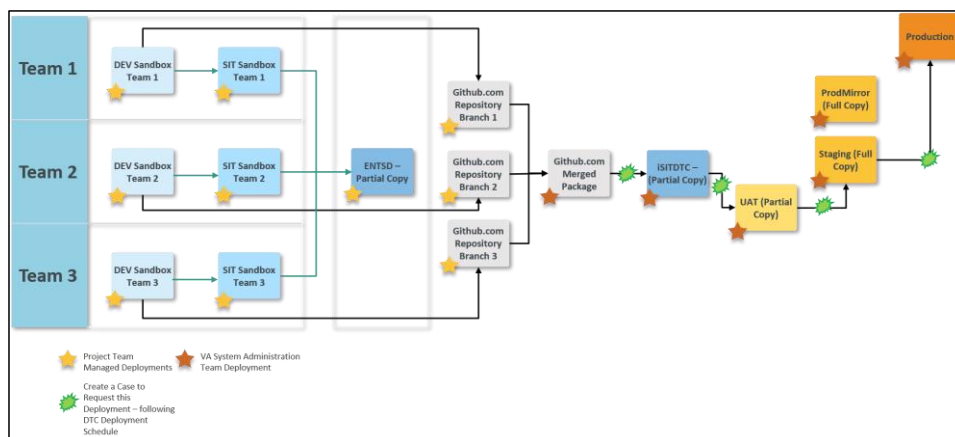 Team 1
DEV Sandbox
Team 1
SIT Sandbox
Team 1
Team 2
DEV Sandbox
Team 2
SIT Sandbox
Team 2
Team 3
DEV Sandbox
Team 3
SIT Sandbox
Team 3
ENTSD –
Partial Copy
Github.com
Repository
Branch 1
Github.com
Repository
Branch 2
Github.com
Repository
Branch 3
Github.com
Merged
Package
iSITDTC –
(Partial Copy)
UAT (Partial
Copy)
Staging (Full
Copy)
ProdMirror
(Full Copy)
Production
Project Team
Managed Deployments
VA System Administration
Team Deployment
Create a Case to
Request this
Deployment – following
DTC Deployment
Schedule